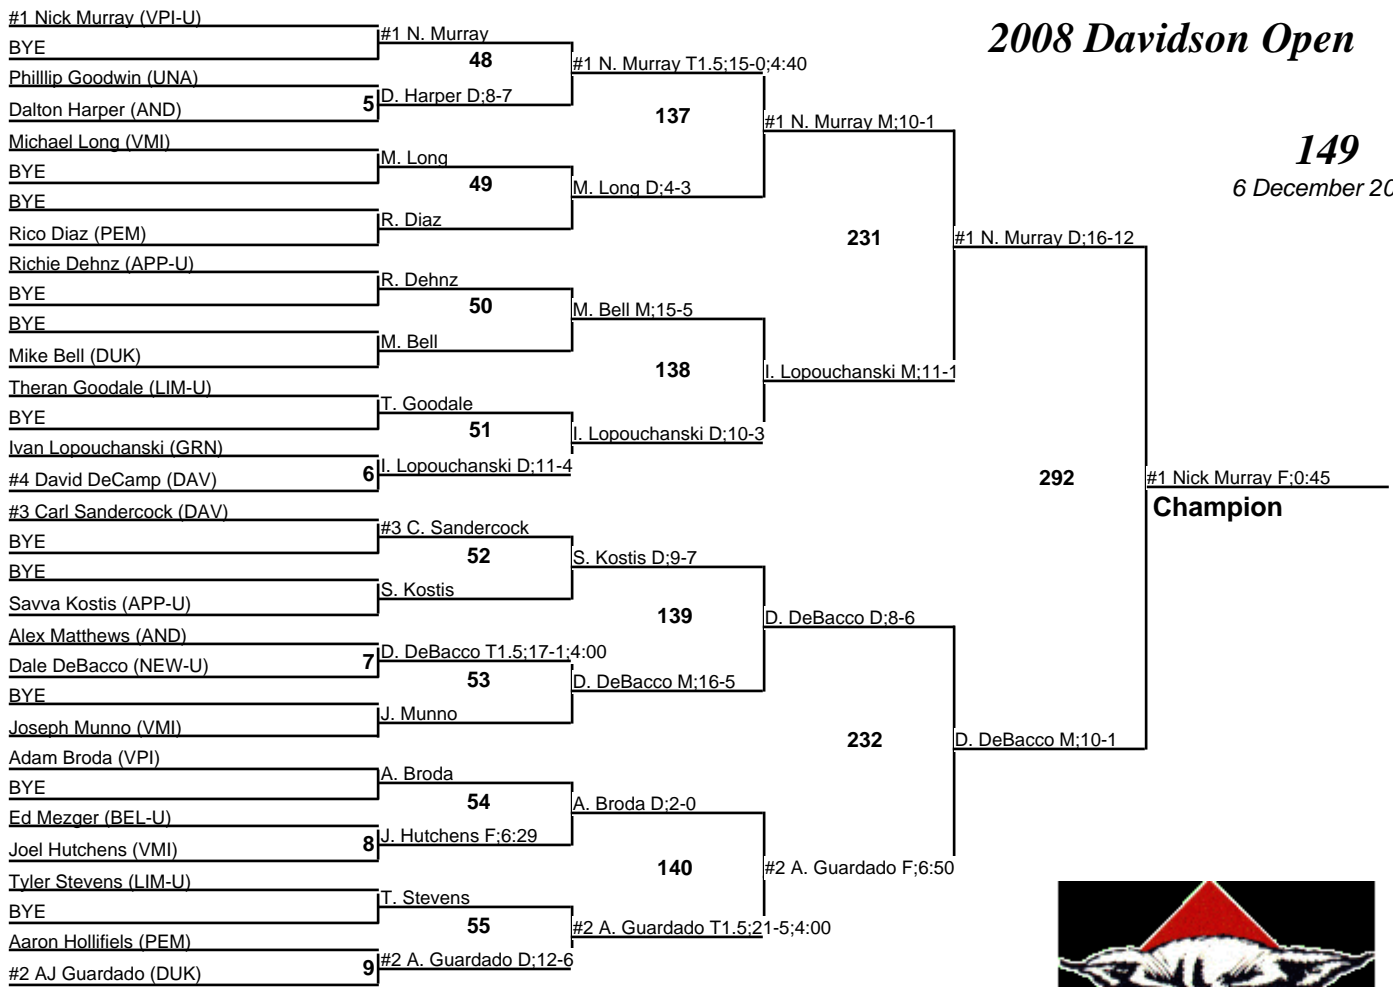 2008 Davidson Open
149
6 December 20
#1 Nick Murray (VPI-U)
BYE
Philllip Goodwin (UNA)
Dalton Harper (AND)
Michael Long (VMI)
BYE
BYE
Rico Diaz (PEM)
Richie Dehnz (APP-U)
BYE
BYE
Mike Bell (DUK)
Theran Goodale (LIM-U)
BYE
Ivan Lopouchanski (GRN)
#4 David DeCamp (DAV)
#3 Carl Sandercock (DAV)
BYE
BYE
Savva Kostis (APP-U)
Alex Matthews (AND)
Dale DeBacco (NEW-U)
BYE
Joseph Munno (VMI)
Adam Broda (VPI)
BYE
Ed Mezger (BEL-U)
Joel Hutchens (VMI)
Tyler Stevens (LIM-U)
BYE
Aaron Hollifiels (PEM)
#2 AJ Guardado (DUK)
5
6
7
8
9
#1 N. Murray
48
D. Harper D;8-7
M. Long
49
R. Diaz
R. Dehnz
50
M. Bell
T. Goodale
51
I. Lopouchanski D;11-4
#3 C. Sandercock
52
S. Kostis
D. DeBacco T1.5;17-1;4:00
53
J. Munno
A. Broda
54
J. Hutchens F;6:29
T. Stevens
55
#2 A. Guardado D;12-6
#1 N. Murray T1.5;15-0;4:40
137
M. Long D;4-3
M. Bell M;15-5
138
I. Lopouchanski D;10-3
S. Kostis D;9-7
139
D. DeBacco M;16-5
A. Broda D;2-0
140
#2 A. Guardado T1.5;21-5;4:00
#1 N. Murray M;10-1
231
I. Lopouchanski M;11-1
D. DeBacco D;8-6
232
#2 A. Guardado F;6:50
#1 N. Murray D;16-12
292
D. DeBacco M;10-1
#1 Nick Murray F;0:45
Champion